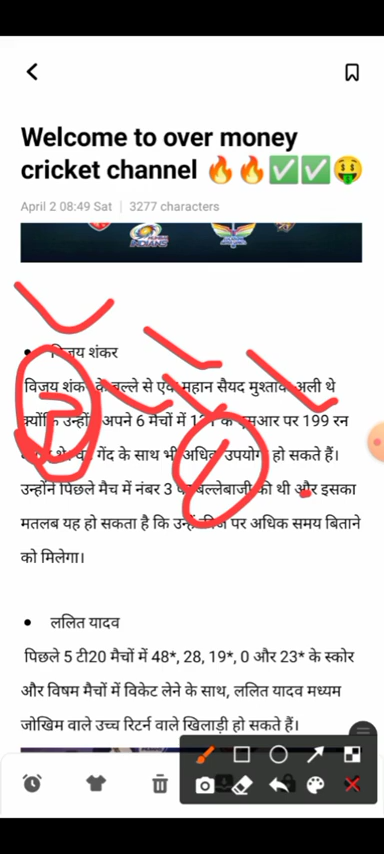 Welcome to over money
cricket channel 🔥🔥✅✅🤑
April 2 08:49 Sat | 3277 characters
INDIANS
• विजय शंकर
विजय शंकर के बल्ले से एक महान सैयद मुश्ताक अली थे
क्योंकि उन्होंने अपने 6 मैचों में के एसआर पर 199 रन
गेंद के साथ भी अधिक उपयोगी हो सकते हैं।
उन्होंने पिछले मैच में नंबर 3 पर बल्लेबाजी की थी और इसका
मतलब यह हो सकता है कि उन्हें पर अधिक समय बिताने
को मिलेगा।
• ललित यादव
पिछले 5 टी20 मैचों में 48*, 28, 19*, 0 और 23* के स्कोर
और विषम मैचों में विकेट लेने के साथ, ललित यादव मध्यम
जोखिम वाले उच्च रिटर्न वाले खिलाड़ी हो सकते हैं।